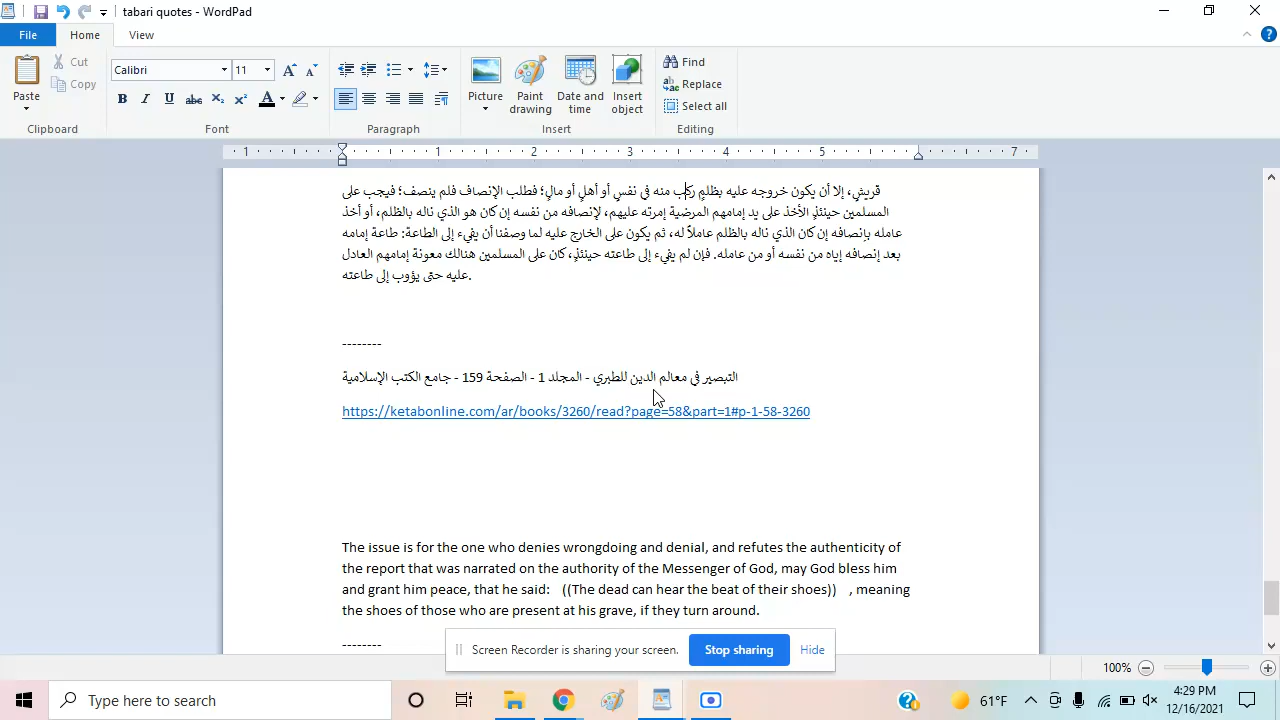 tabari quotes - WordPad
File
Home
View
Paste
Cut
Copy
Clipboard
Calibri
11
B I U abc X₂ X² A
Font
Paragraph
Picture
Paint drawing
Date and time
Insert object
Insert
Find
Replace
Select all
Editing
1 1 2 3 4 5 7
قريشٍ، إلا أن يكون خروجه عليه بظلمٍ ركب منه في نفسٍ أو أهلٍ أو مالٍ؛ فطلب الإنصاف فلم ينصف؛ فيجب على
المسلمين حينئذٍ الأخذ على يد إمامهم المرضية إمرته عليهم، لإنصافه من نفسه إن كان هو الذي ناله بالظلم، أو أخذ
عامله بإنصافه إن كان الذي ناله بالظلم عاملاً له، ثم يكون على الخارج عليه لما وصفنا أن يفيء إلى الطاعة: طاعة إمامه
بعد إنصافه إياه من نفسه أو من عامله. فإن لم يفيء إلى طاعته حينئذٍ، كان على المسلمين هنالك معونة إمامهم العادل
عليه حتى يؤوب إلى طاعته.
--------
التبصير في معالم الدين للطبري - المجلد 1 - الصفحة 159 - جامع الكتب الإسلامية
https://ketabonline.com/ar/books/3260/read?page=58&part=1#p-1-58-3260
The issue is for the one who denies wrongdoing and denial, and refutes the authenticity of
the report that was narrated on the authority of the Messenger of God, may God bless him
and grant him peace, that he said: ((The dead can hear the beat of their shoes)) , meaning
the shoes of those who are present at his grave, if they turn around.
--------
Screen Recorder is sharing your screen.
Stop sharing
Hide
100%
Type here to search
61°F
4:29 PM
12/16/2021